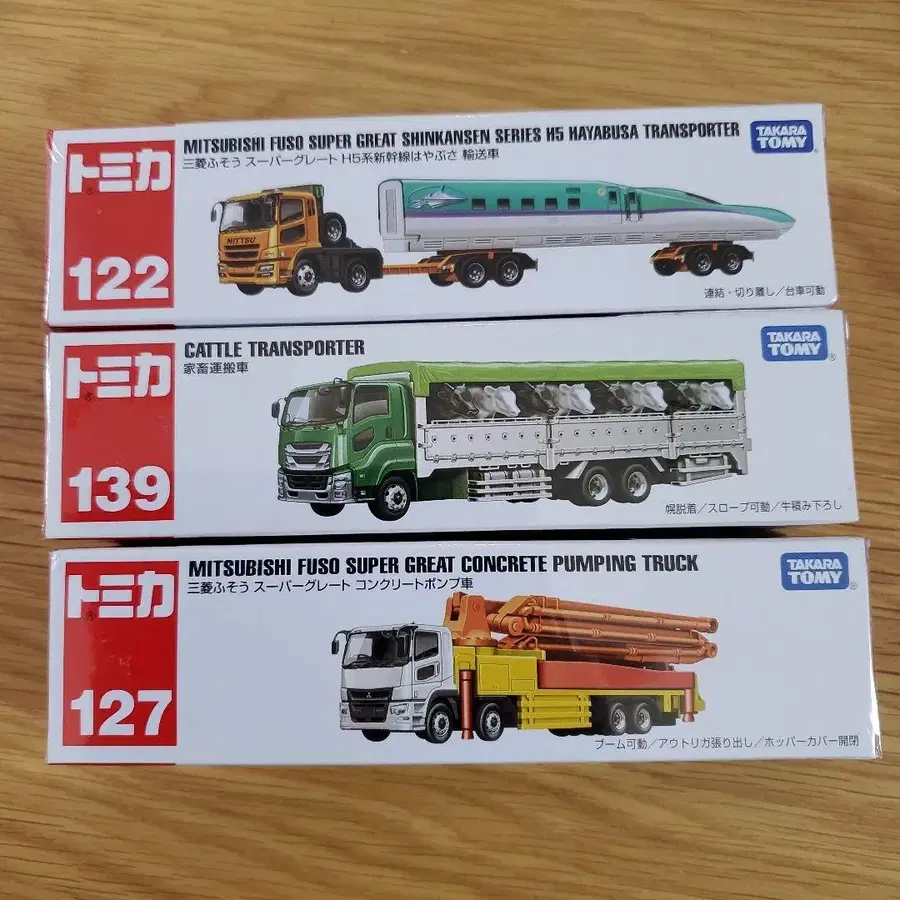 トミカ
122
MITSUBISHI FUSO SUPER GREAT SHINKANSEN SERIES H5 HAYABUSA TRANSPORTER
三菱ふそう スーパーグレート H5系新幹線はやぶさ 輸送車
TAKARA TOMY
NITTSU
連結・切り離し／台車可動
トミカ
139
CATTLE TRANSPORTER
家畜運搬車
TAKARA TOMY
幌脱着／スロープ可動／牛積み下ろし
トミカ
127
MITSUBISHI FUSO SUPER GREAT CONCRETE PUMPING TRUCK
三菱ふそう スーパーグレート コンクリートポンプ車
TAKARA TOMY
ブーム可動／アウトリガ張り出し／ホッパーカバー開閉